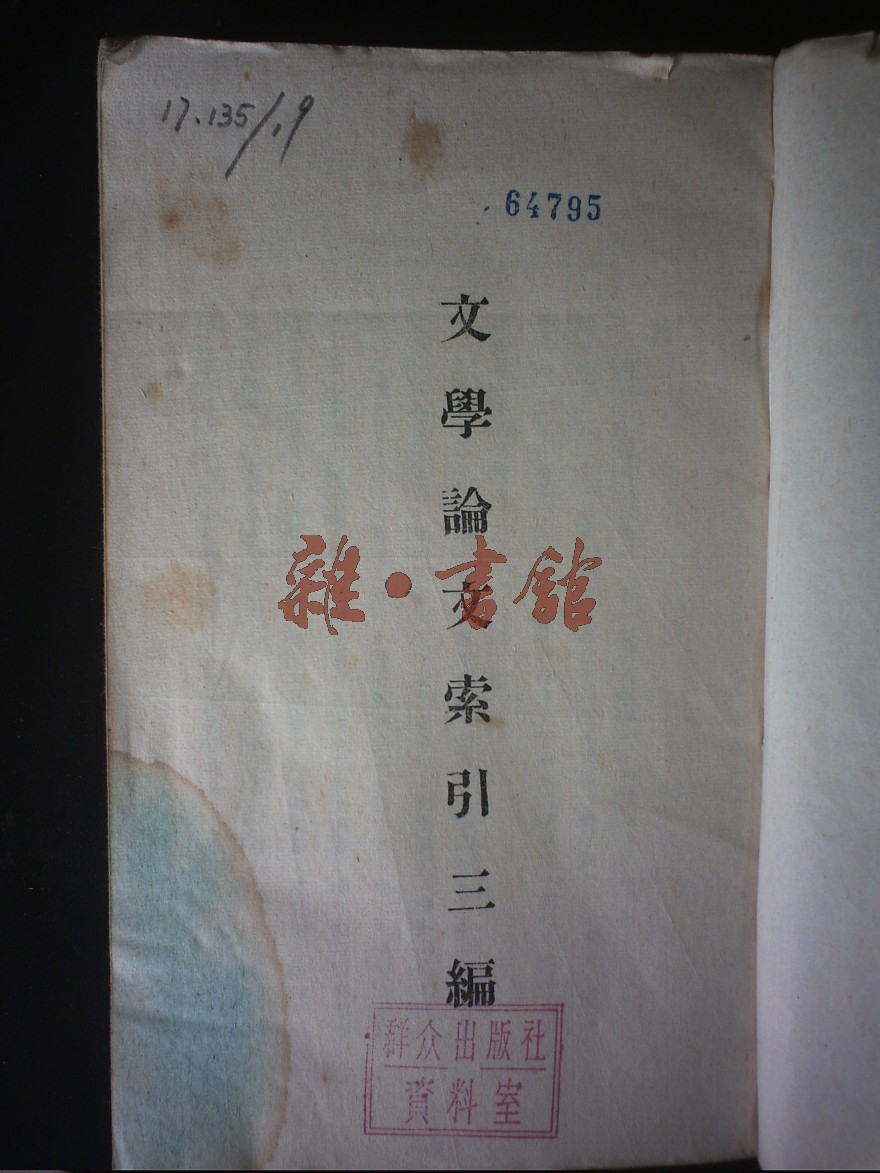 17.135/1.9
64795
文學論文索引三編
雜·書館
群众出版社
資料室